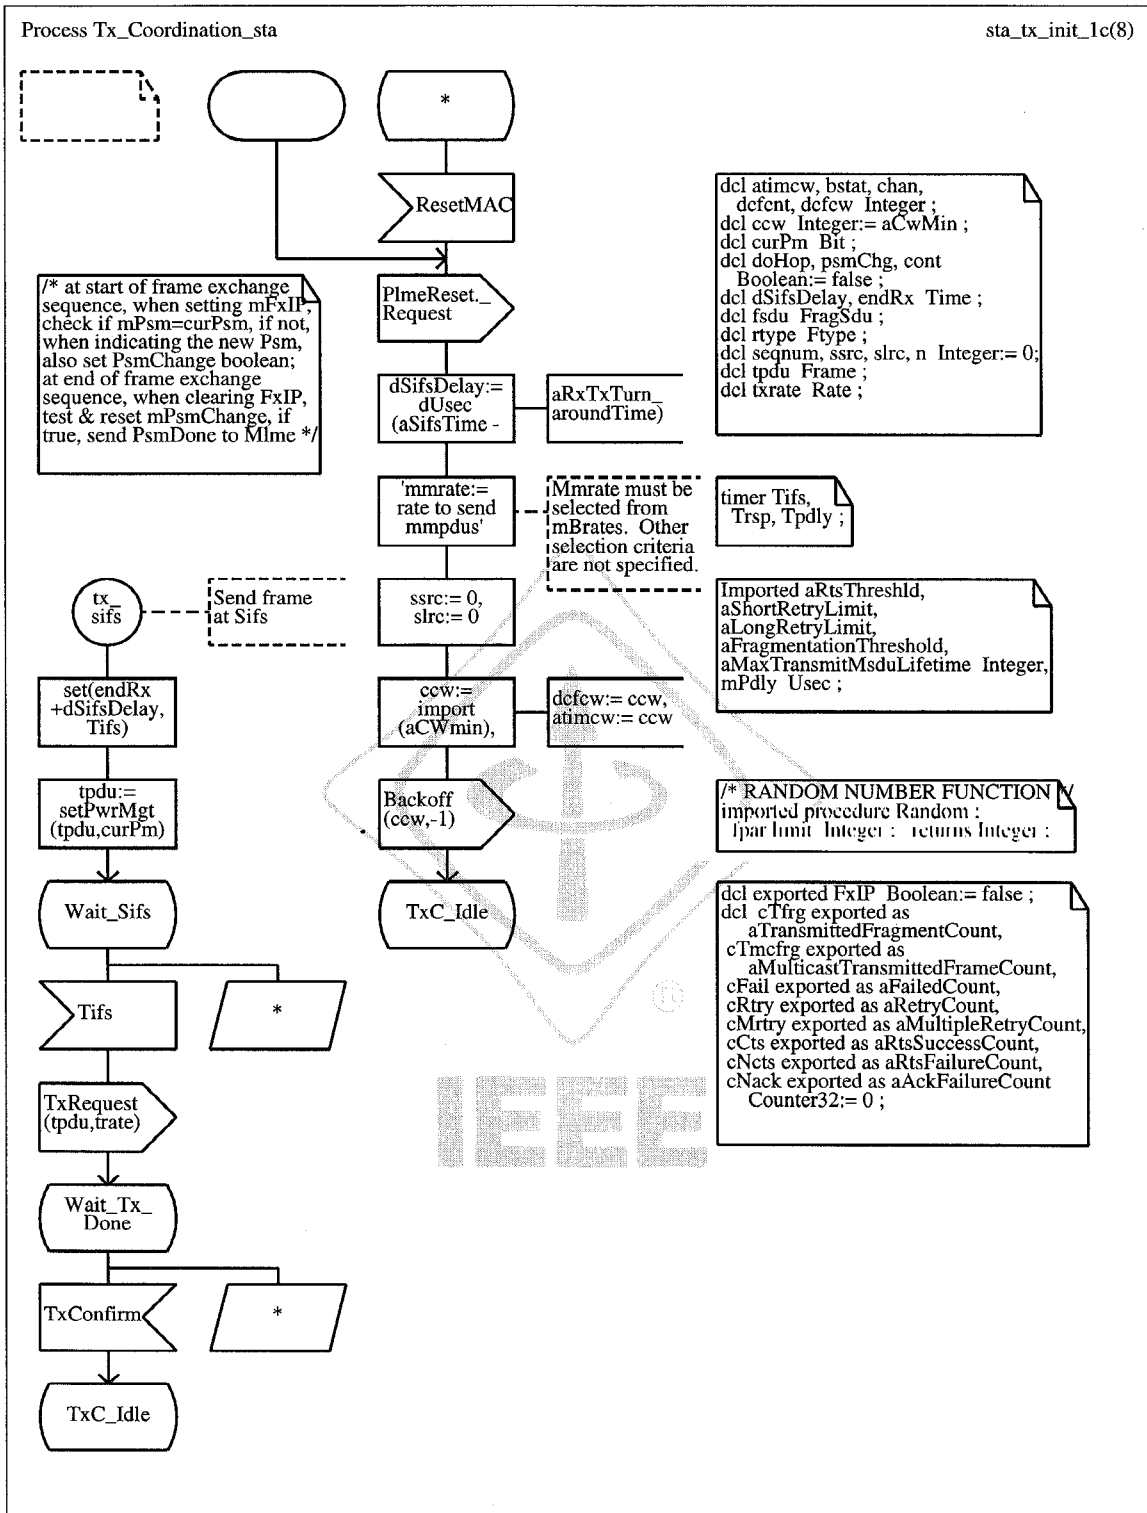 Process Tx_Coordination_sta
sta_tx_init_1c(8)
*
ResetMAC
PlmeReset._
Request
dSifsDelay:=
dUsec
(aSifsTime -
aRxTxTurn_
aroundTime)
'mmrate:=
rate to send
mmpdus'
Mmrate must be
selected from
mBrates. Other
selection criteria
are not specified.
ssrc:= 0,
slrc:= 0
ccw:=
import
(aCWmin),
dcfcw:= ccw,
atimcw:= ccw
Backoff
(ccw,-1)
TxC_Idle
/* at start of frame exchange
sequence, when setting mFxIP,
check if mPsm=curPsm, if not,
when indicating the new Psm,
also set PsmChange boolean;
at end of frame exchange
sequence, when clearing FxIP,
test & reset mPsmChange, if
true, send PsmDone to Mlme */
tx_
sifs
Send frame
at Sifs
set(endRx
+dSifsDelay,
Tifs)
tpdu:=
setPwrMgt
(tpdu,curPm)
Wait_Sifs
Tifs
*
TxRequest
(tpdu,trate)
Wait_Tx_
Done
TxConfirm
*
TxC_Idle
dcl atimcw, bstat, chan,
dcfcnt, dcfcw Integer ;
dcl ccw Integer:= aCwMin ;
dcl curPm Bit ;
dcl doHop, psmChg, cont
Boolean:= false ;
dcl dSifsDelay, endRx Time ;
dcl fsdu FragSdu ;
dcl rtype Ftype ;
dcl seqnum, ssrc, slrc, n Integer:= 0;
dcl tpdu Frame ;
dcl txrate Rate ;
timer Tifs,
Trsp, Tpdly ;
Imported aRtsThreshld,
aShortRetryLimit,
aLongRetryLimit,
aFragmentationThreshold,
aMaxTransmitMsduLifetime Integer,
mPdly Usec ;
/* RANDOM NUMBER FUNCTION */
imported procedure Random ;
fpar limit Integer ; returns Integer ;
dcl exported FxIP Boolean:= false ;
dcl cTfrg exported as
aTransmittedFragmentCount,
cTmcfrg exported as
aMulticastTransmittedFrameCount,
cFail exported as aFailedCount,
cRtry exported as aRetryCount,
cMrtry exported as aMultipleRetryCount,
cCts exported as aRtsSuccessCount,
cNcts exported as aRtsFailureCount,
cNack exported as aAckFailureCount
Counter32:= 0 ;
IEEE
®